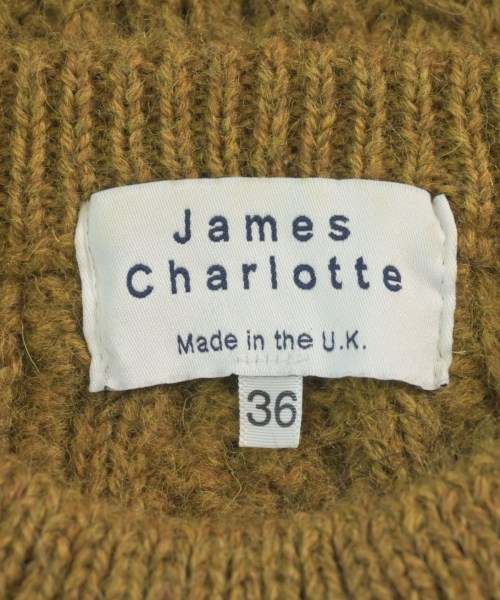 James
Charlotte
Made in the U.K.
36